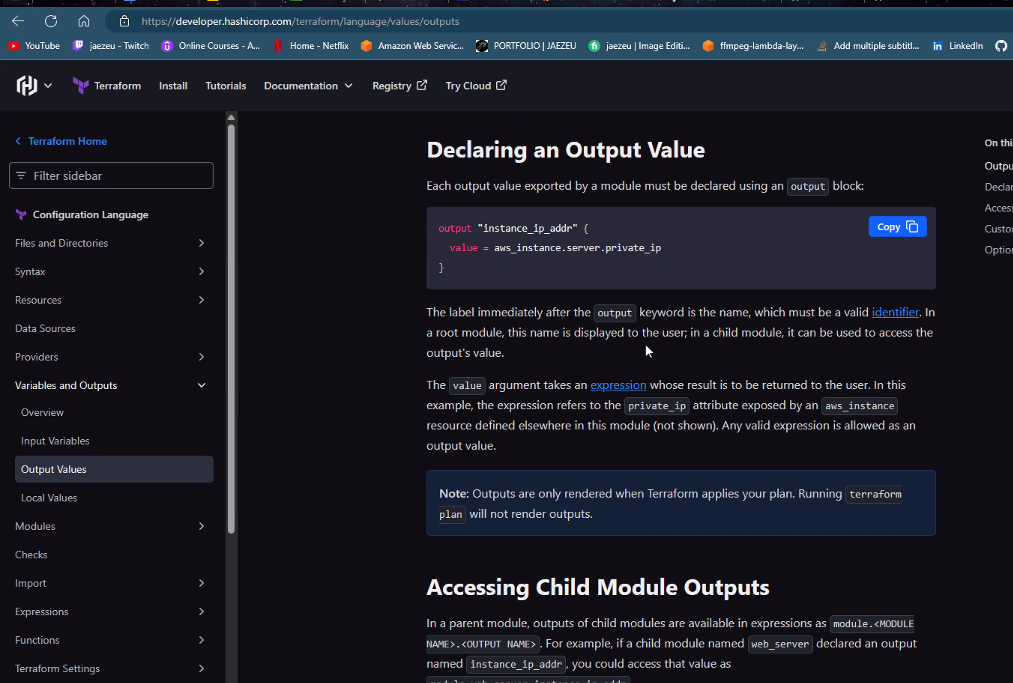 https://developer.hashicorp.com/terraform/language/values/outputs
YouTube
jaezeu - Twitch
Online Courses - A...
Home - Netflix
Amazon Web Servic...
PORTFOLIO | JAEZEU
jaezeu | Image Editi...
ffmpeg-lambda-lay...
Add multiple subtitl...
LinkedIn
Terraform
Install
Tutorials
Documentation
Registry
Try Cloud
Terraform Home
Filter sidebar
Configuration Language
Files and Directories
Syntax
Resources
Data Sources
Providers
Variables and Outputs
Overview
Input Variables
Output Values
Local Values
Modules
Checks
Import
Expressions
Functions
Terraform Settings
Declaring an Output Value
Each output value exported by a module must be declared using an output block:
Copy
output "instance_ip_addr" {
value = aws_instance.server.private_ip
}
The label immediately after the output keyword is the name, which must be a valid identifier. In
a root module, this name is displayed to the user; in a child module, it can be used to access the
output's value.
The value argument takes an expression whose result is to be returned to the user. In this
example, the expression refers to the private_ip attribute exposed by an aws_instance
resource defined elsewhere in this module (not shown). Any valid expression is allowed as an
output value.
Note: Outputs are only rendered when Terraform applies your plan. Running terraform
plan will not render outputs.
Accessing Child Module Outputs
In a parent module, outputs of child modules are available in expressions as module.<MODULE
NAME>.<OUTPUT NAME>. For example, if a child module named web_server declared an output
named instance_ip_addr, you could access that value as
On thi
Outpu
Declar
Access
Custo
Option